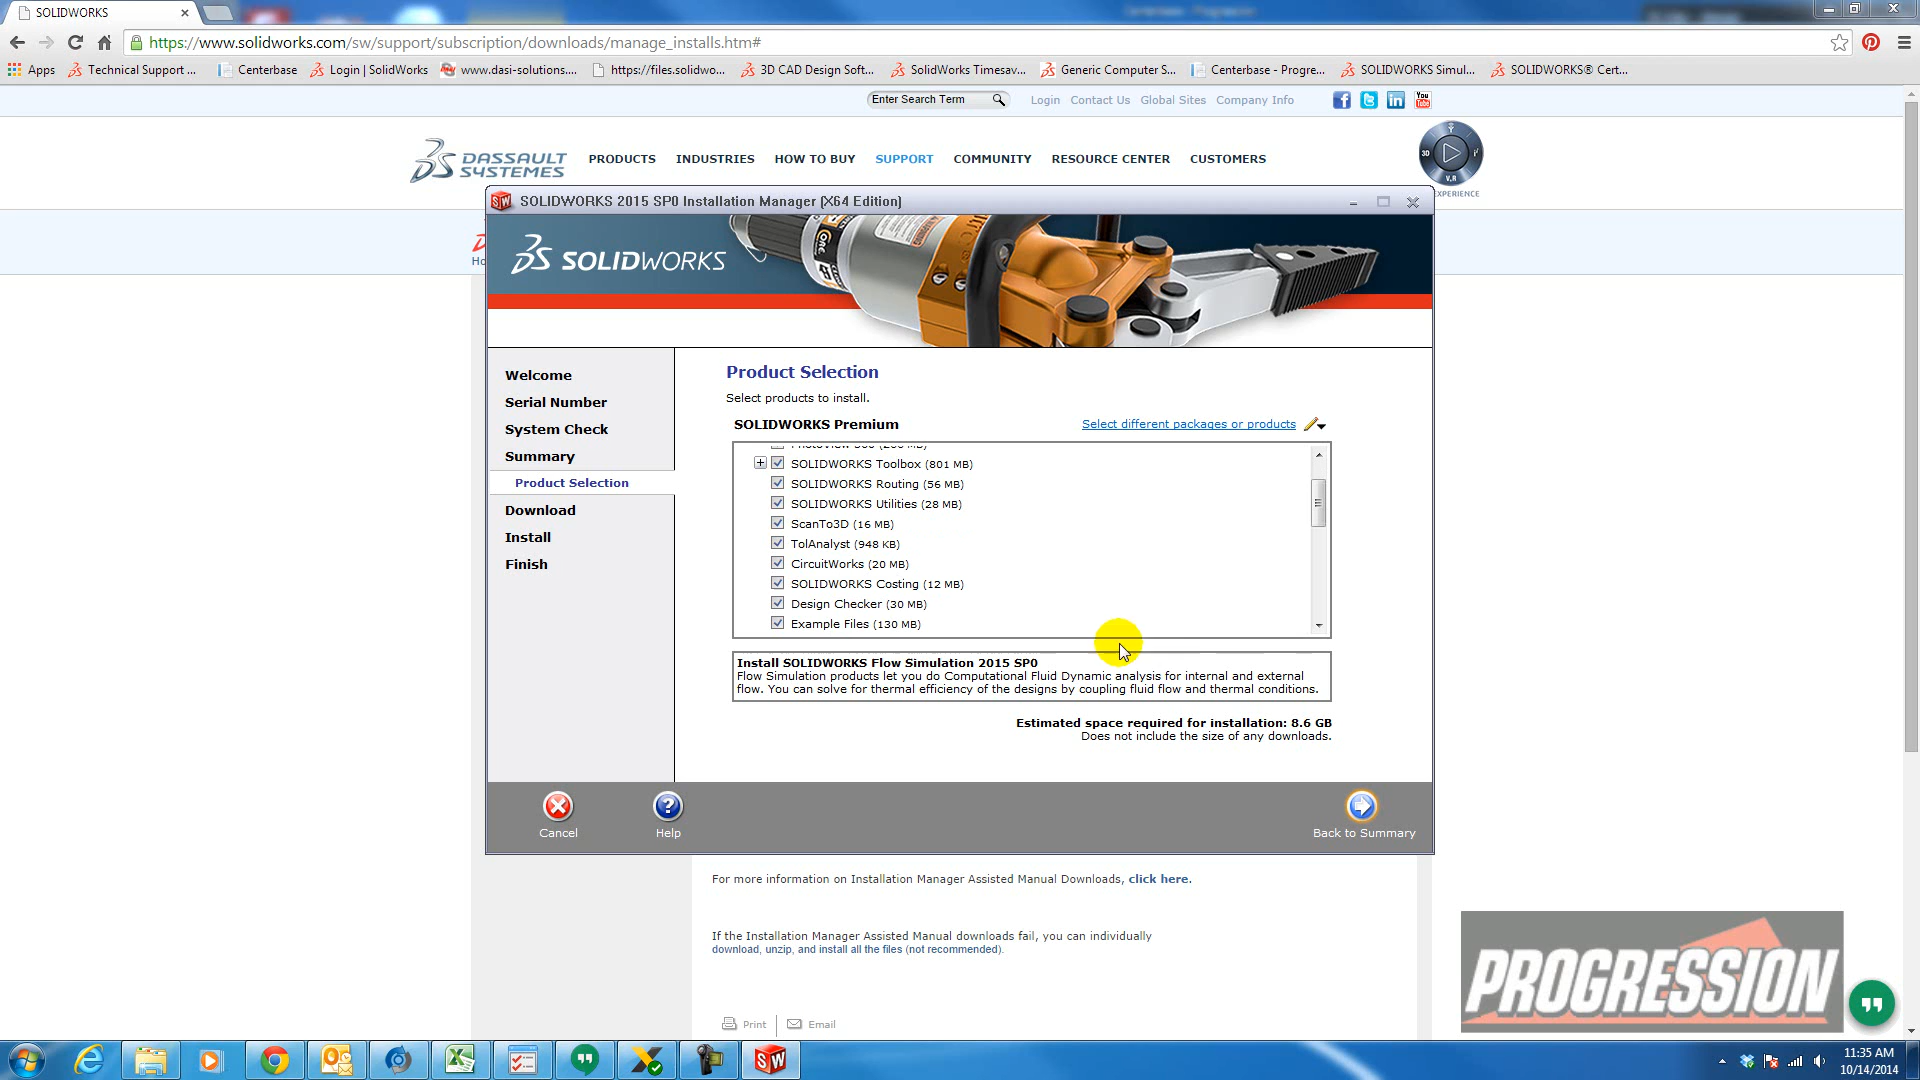 SOLIDWORKS
https://www.solidworks.com/sw/support/subscription/downloads/manage_installs.htm#
Apps
Technical Support ...
Centerbase
Login | SolidWorks
www.dasi-solutions....
https://files.solidwo...
3D CAD Design Soft...
SolidWorks Timesav...
Generic Computer S...
Centerbase - Progre...
SOLIDWORKS Simul...
SOLIDWORKS® Cert...
Enter Search Term
Login
Contact Us
Global Sites
Company Info
You Tube
DASSAULT SYSTEMES
PRODUCTS
INDUSTRIES
HOW TO BUY
SUPPORT
COMMUNITY
RESOURCE CENTER
CUSTOMERS
3D
V.R
XPERIENCE
Ho
SOLIDWORKS 2015 SP0 Installation Manager (X64 Edition)
SOLIDWORKS
Welcome
Serial Number
System Check
Summary
Product Selection
Download
Install
Finish
Product Selection
Select products to install.
SOLIDWORKS Premium
Select different packages or products
SOLIDWORKS Toolbox (801 MB)
SOLIDWORKS Routing (56 MB)
SOLIDWORKS Utilities (28 MB)
ScanTo3D (16 MB)
TolAnalyst (948 KB)
CircuitWorks (20 MB)
SOLIDWORKS Costing (12 MB)
Design Checker (30 MB)
Example Files (130 MB)
Install SOLIDWORKS Flow Simulation 2015 SP0
Flow Simulation products let you do Computational Fluid Dynamic analysis for internal and external
flow. You can solve for thermal efficiency of the designs by coupling fluid flow and thermal conditions.
Estimated space required for installation: 8.6 GB
Does not include the size of any downloads.
Cancel
Help
Back to Summary
For more information on Installation Manager Assisted Manual Downloads, click here.
If the Installation Manager Assisted Manual downloads fail, you can individually
download, unzip, and install all the files (not recommended).
Print
Email
PROGRESSION
11:35 AM
10/14/2014